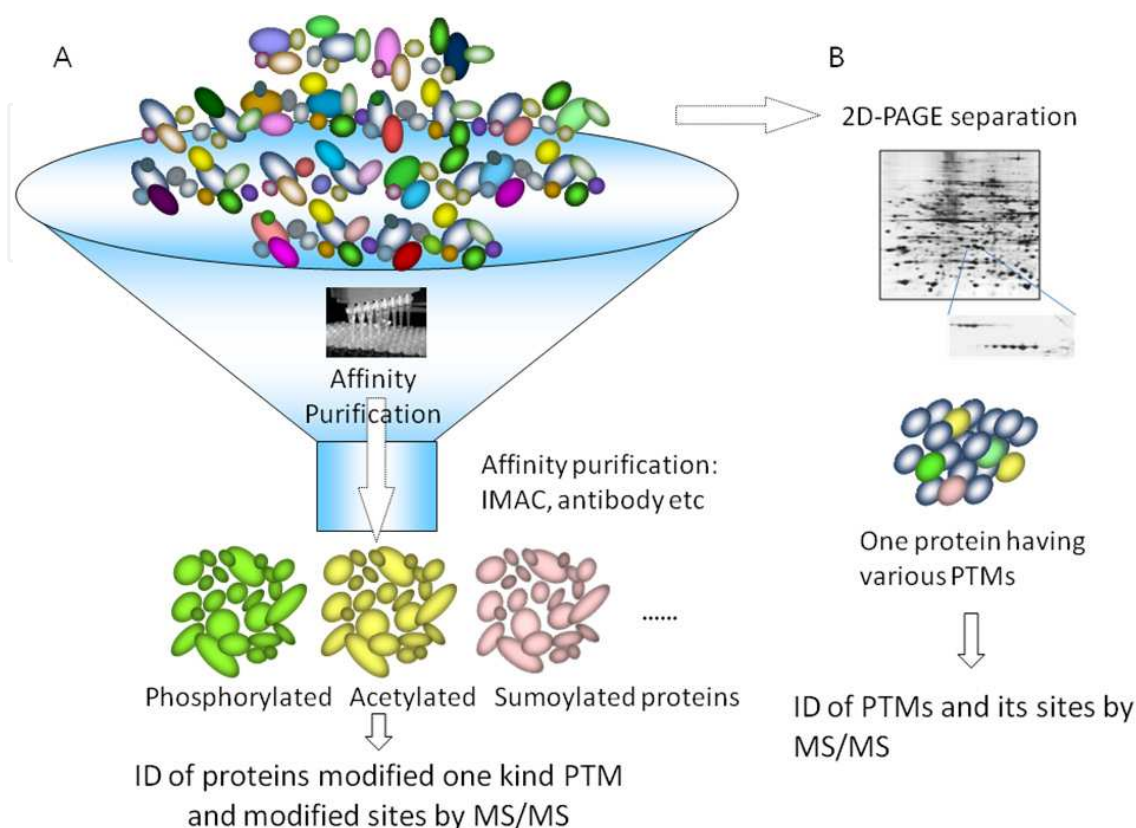 A
Affinity
Purification
Affinity purification:
IMAC, antibody etc
Phosphorylated Acetylated Sumoylated proteins
......
ID of proteins modified one kind PTM
and modified sites by MS/MS
B
2D-PAGE separation
One protein having
various PTMs
ID of PTMs and its sites by
MS/MS